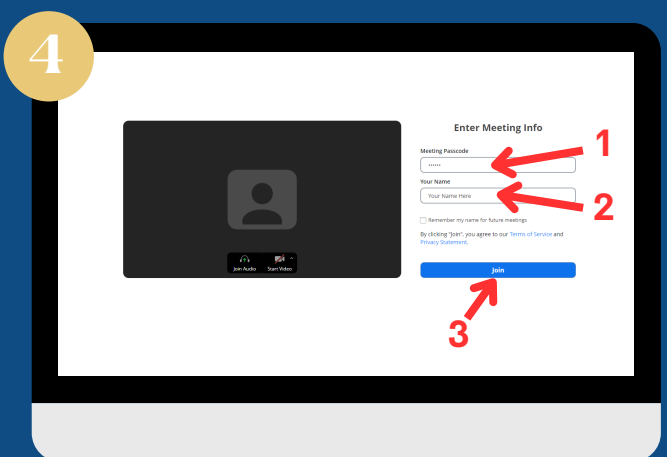 4
Enter Meeting Info
Meeting Passcode
······
1
Your Name
Your Name Here
2
Remember my name for future meetings
By clicking "Join", you agree to our Terms of Service and
Privacy Statement.
Join Audio Start Video
Join
3